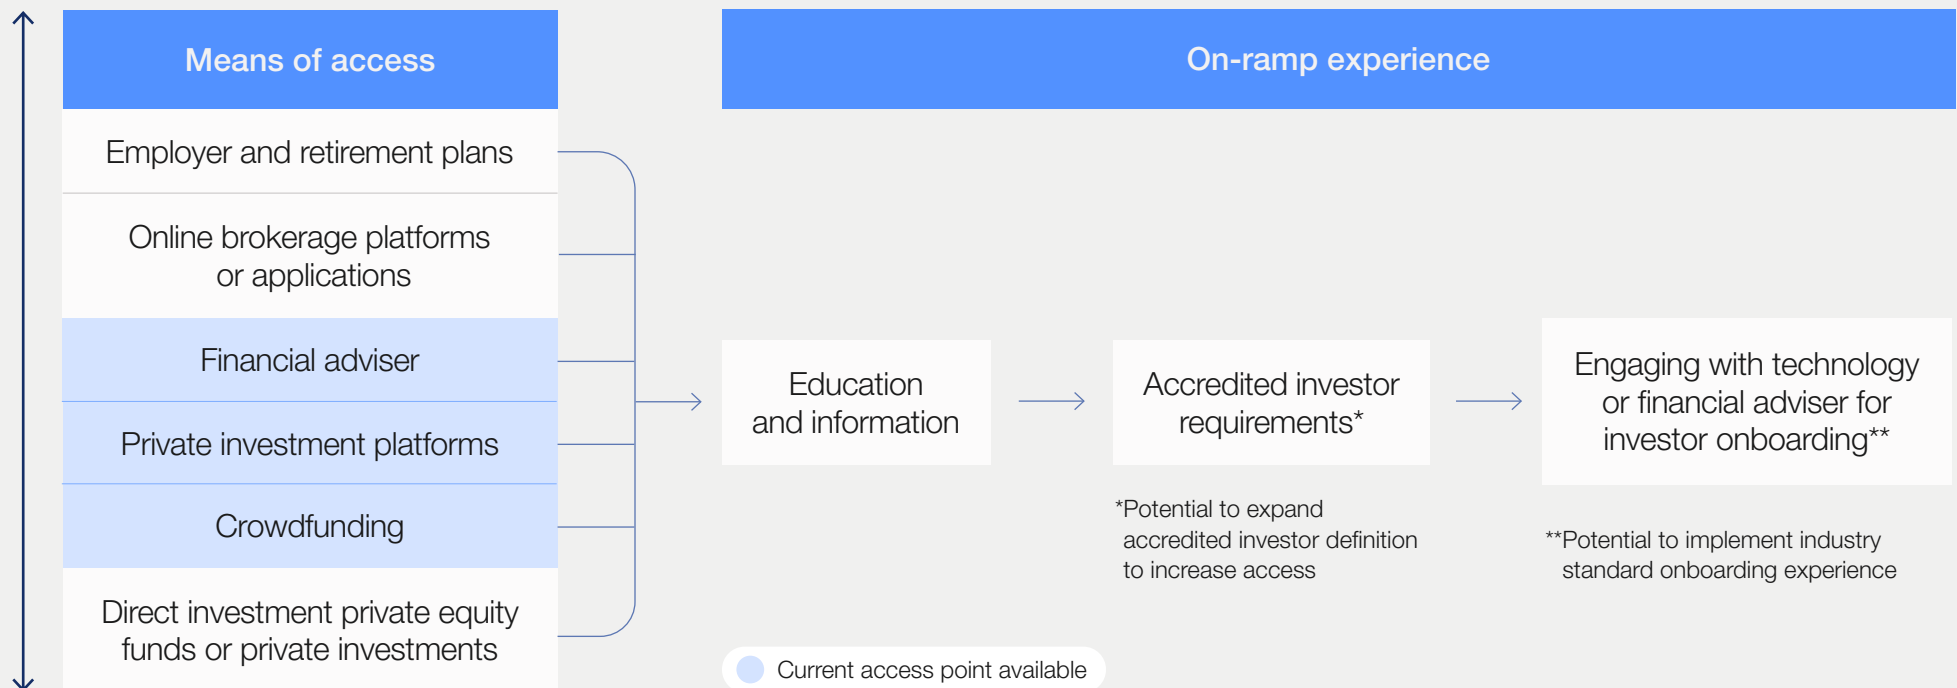 Means of access
On-ramp experience
Employer and retirement plans
Online brokerage platforms
or applications
Financial adviser
Private investment platforms
Crowdfunding
Direct investment private equity
funds or private investments
Education
and information
Accredited investor
requirements*
*Potential to expand
accredited investor definition
to increase access
Engaging with technology
or financial adviser for
investor onboarding**
**Potential to implement industry
standard onboarding experience
Current access point available